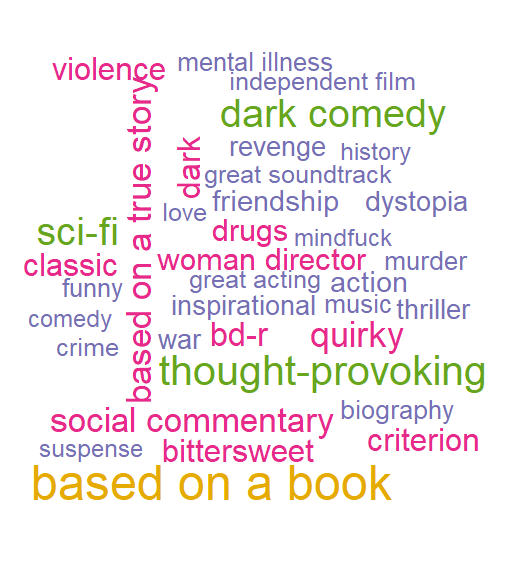 mental illness
violence
independent film
dark comedy
based on a true story
dark
revenge
history
great soundtrack
friendship
dystopia
love
sci-fi
drugs
mindfuck
classic
woman director
murder
funny
great acting
action
inspirational
music
thriller
comedy
war
bd-r
quirky
crime
thought-provoking
social commentary
biography
suspense
bittersweet
criterion
based on a book